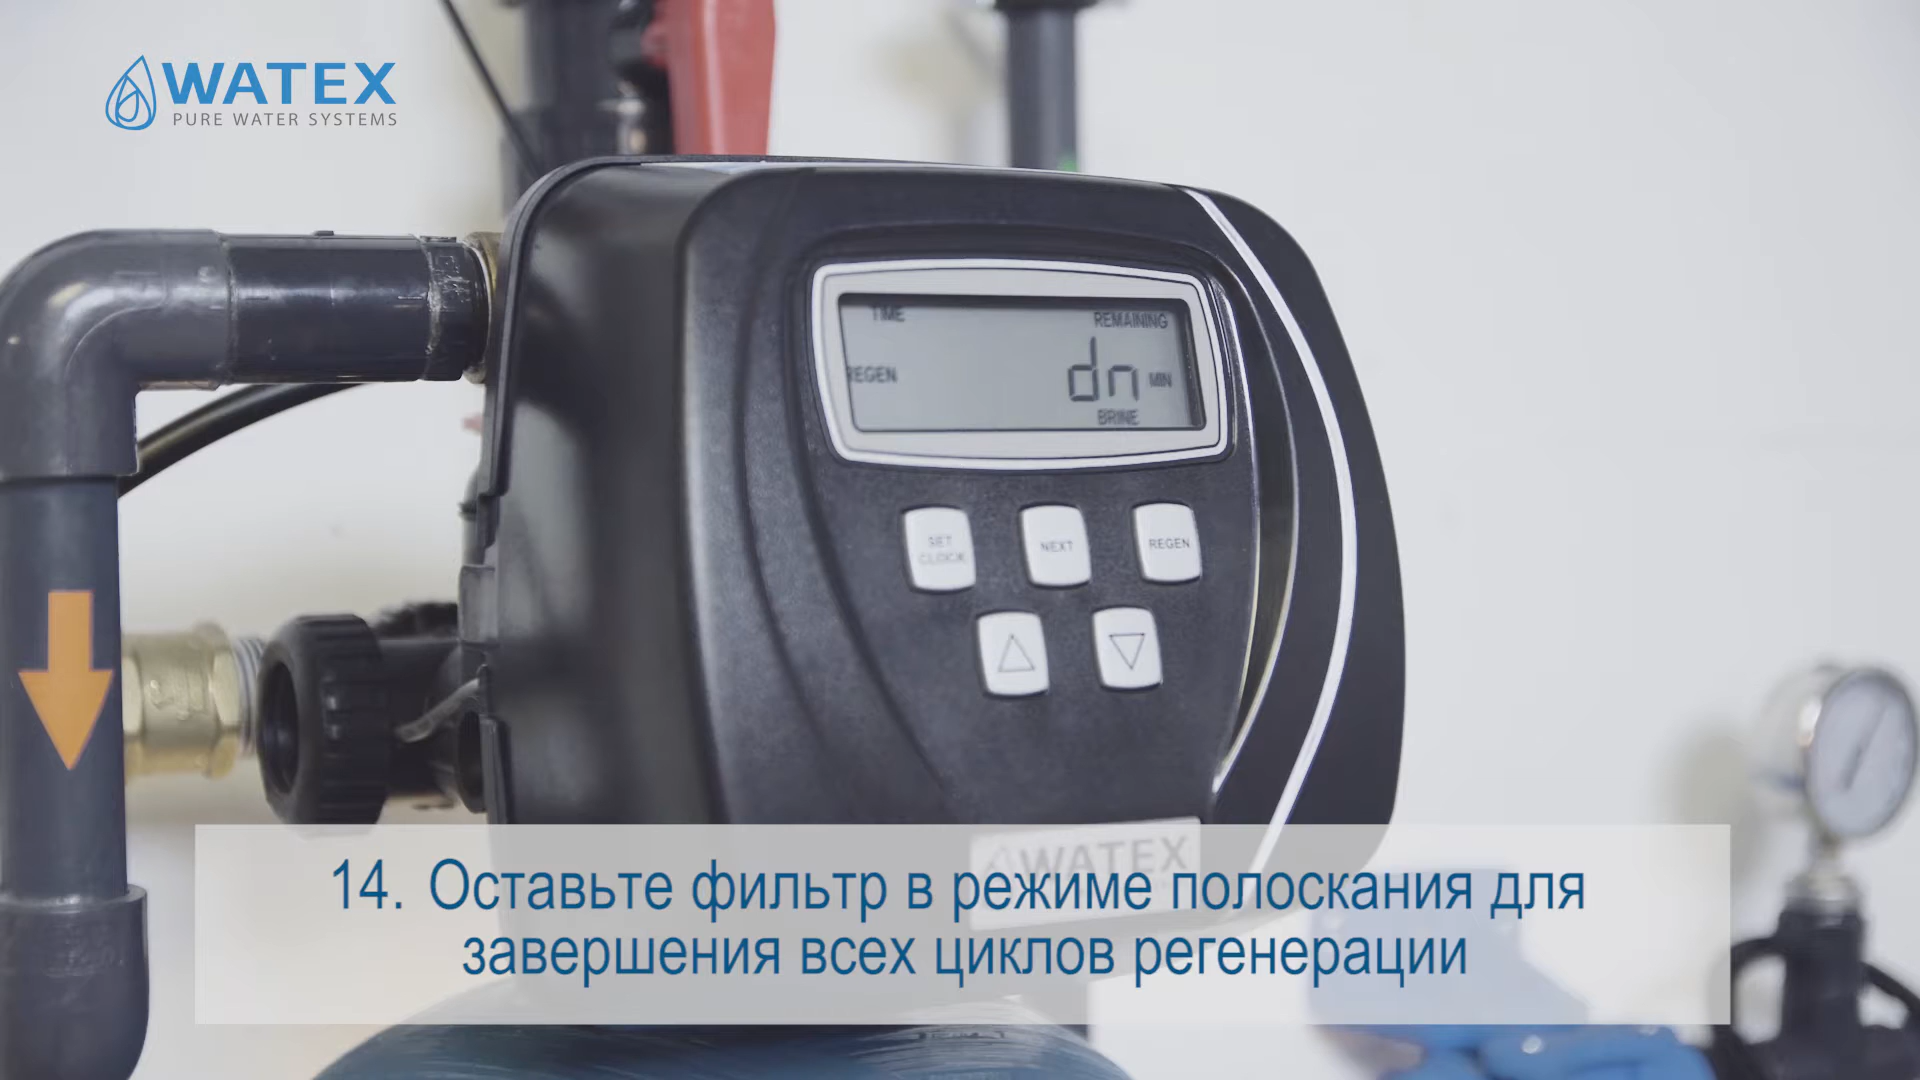 WATEX
PURE WATER SYSTEMS
TIME
REMAINING
REGEN
dn MIN
BRINE
SET
CLOCK
NEXT
REGEN
WATEX
14. Оставьте фильтр в режиме полоскания для
завершения всех циклов регенерации